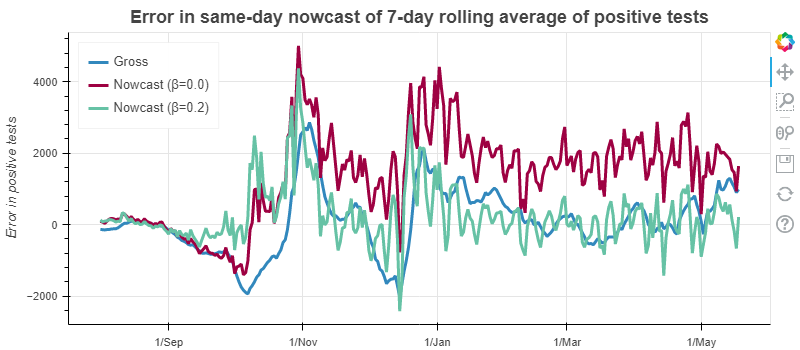 Error in same-day nowcast of 7-day rolling average of positive tests
Gross
Nowcast (β=0.0)
Nowcast (β=0.2)
Error in positive tests
4000
2000
0
−2000
1/Sep
1/Nov
1/Jan
1/Mar
1/May